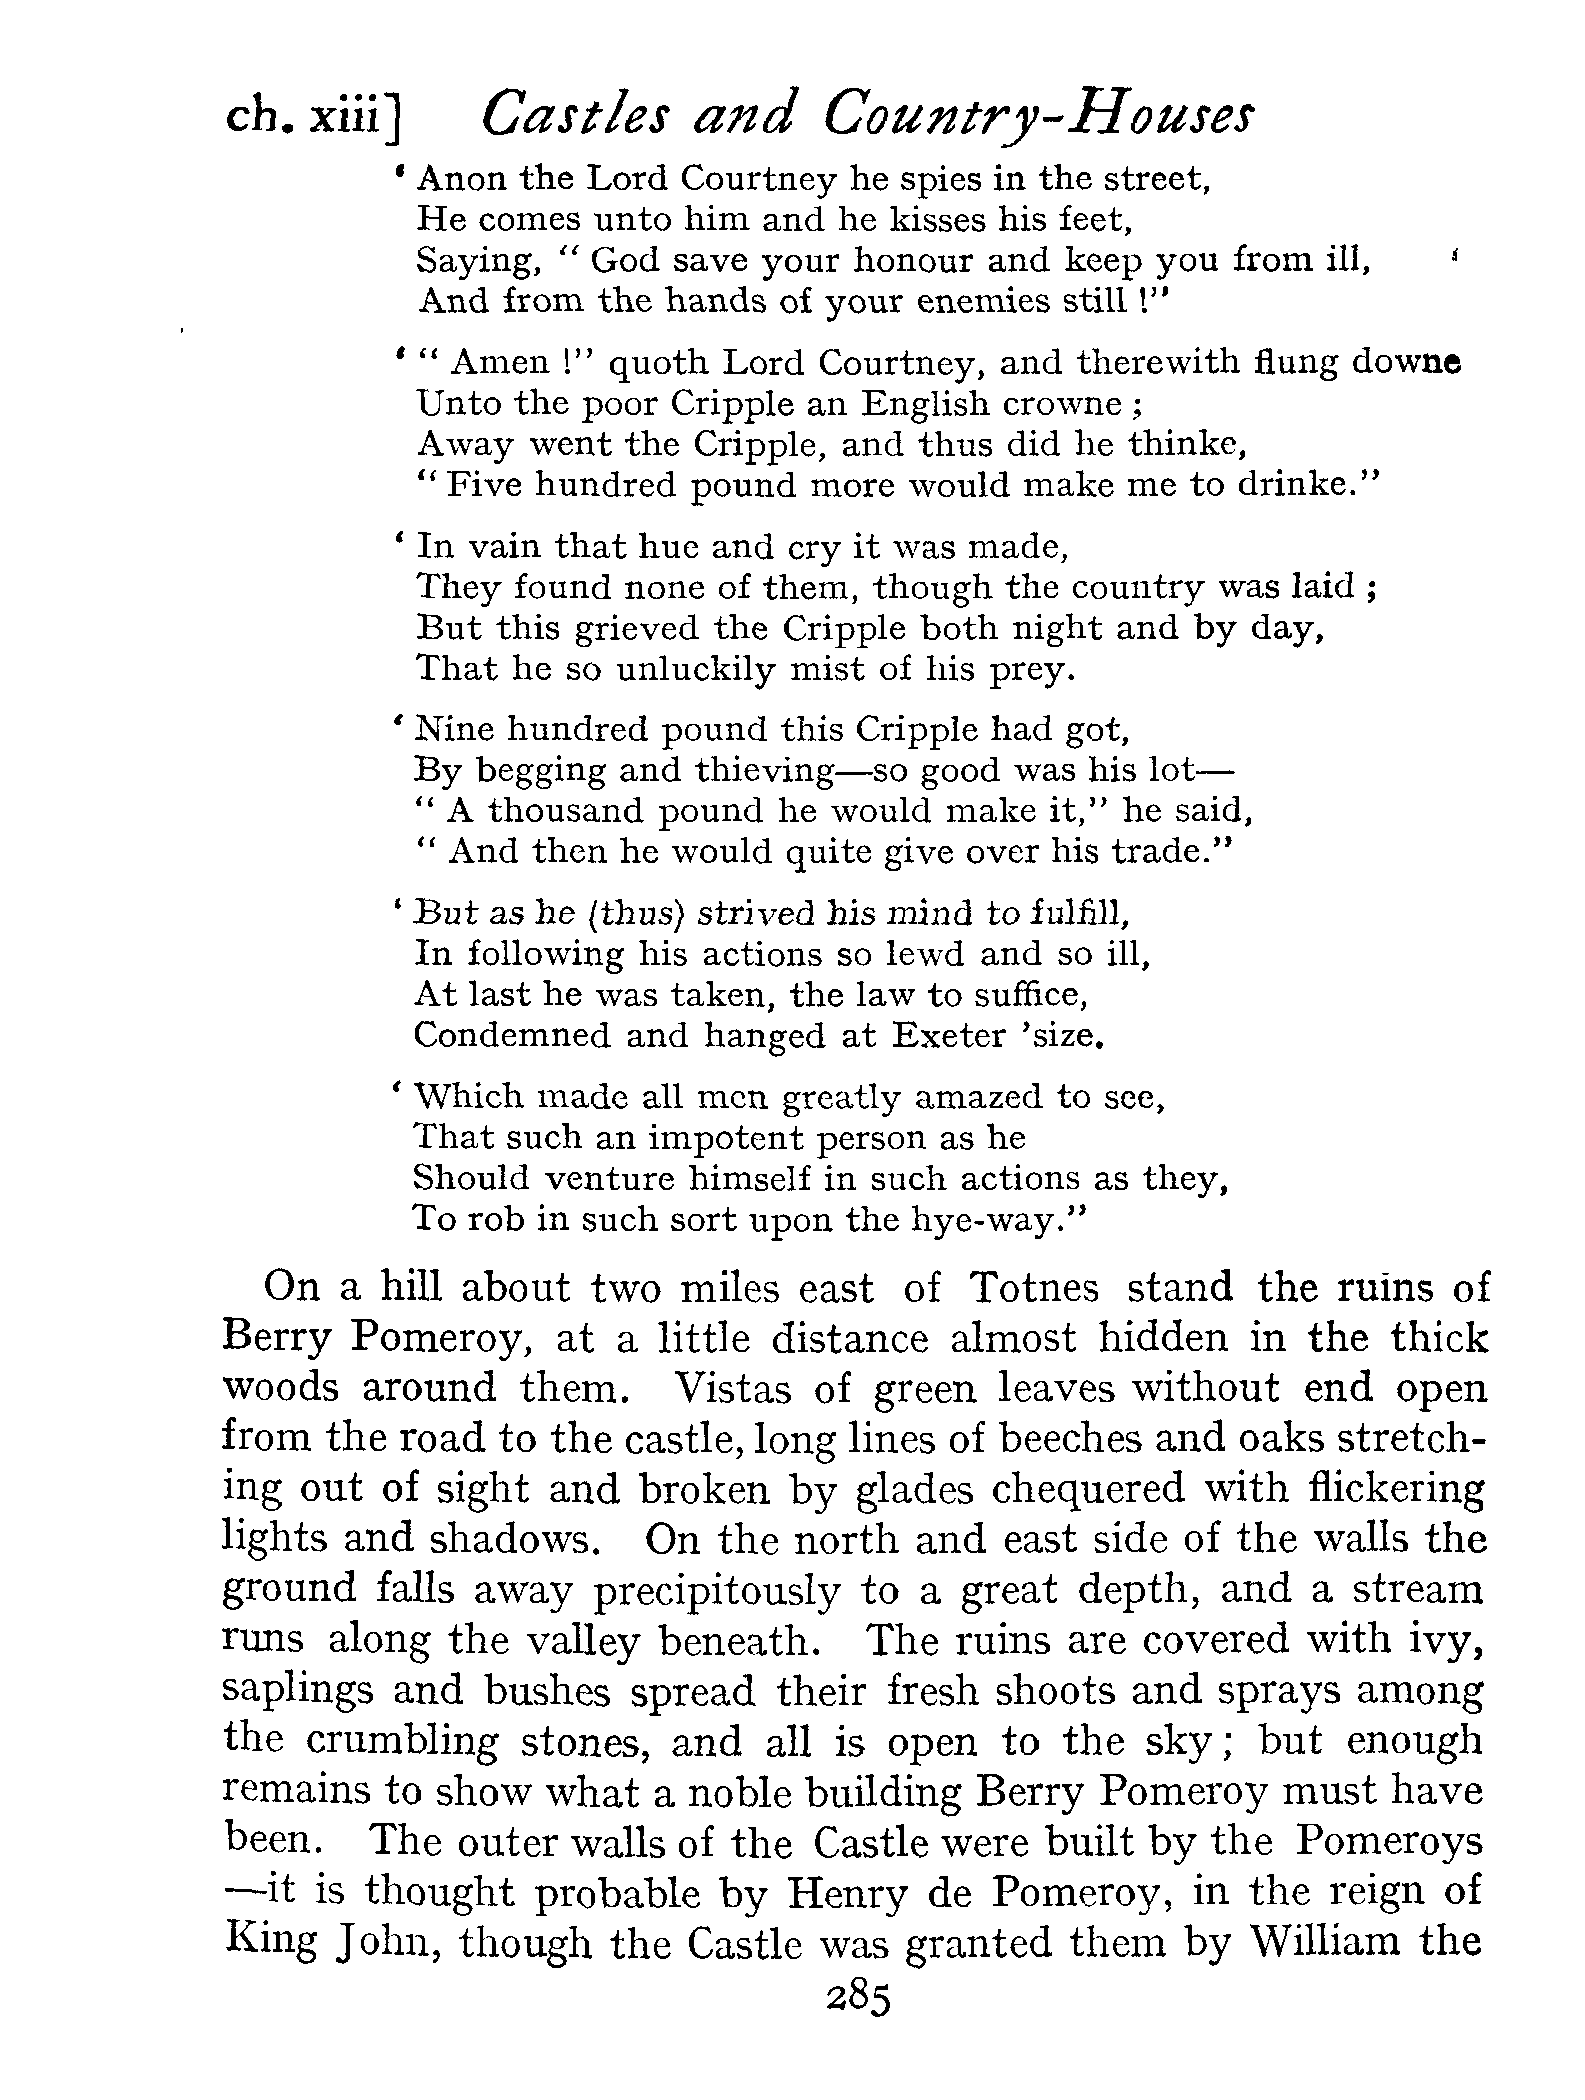 ch. xiii] Castles and Country-Houses
‘ Anon the Lord Courtney he spies in the street,
He comes unto him and he kisses his feet,
Saying, “ God save your honour and keep you from ill,
And from the hands of your enemies still !”
‘ “ Amen !” quoth Lord Courtney, and therewith flung downe
Unto the poor Cripple an English crowne ;
Away went the Cripple, and thus did he thinke,
“ Five hundred pound more would make me to drinke.”
‘ In vain that hue and cry it was made,
They found none of them, though the country was laid ;
But this grieved the Cripple both night and by day,
That he so unluckily mist of his prey.
‘ Nine hundred pound this Cripple had got,
By begging and thieving—so good was his lot—
“ A thousand pound he would make it,” he said,
“ And then he would quite give over his trade.”
‘ But as he (thus) strived his mind to fulfill,
In following his actions so lewd and so ill,
At last he was taken, the law to suffice,
Condemned and hanged at Exeter ’size.
‘ Which made all men greatly amazed to see,
That such an impotent person as he
Should venture himself in such actions as they,
To rob in such sort upon the hye-way.”
On a hill about two miles east of Totnes stand the ruins of
Berry Pomeroy, at a little distance almost hidden in the thick
woods around them. Vistas of green leaves without end open
from the road to the castle, long lines of beeches and oaks stretch-
ing out of sight and broken by glades chequered with flickering
lights and shadows. On the north and east side of the walls the
ground falls away precipitously to a great depth, and a stream
runs along the valley beneath. The ruins are covered with ivy,
saplings and bushes spread their fresh shoots and sprays among
the crumbling stones, and all is open to the sky ; but enough
remains to show what a noble building Berry Pomeroy must have
been. The outer walls of the Castle were built by the Pomeroys
—it is thought probable by Henry de Pomeroy, in the reign of
King John, though the Castle was granted them by William the
285